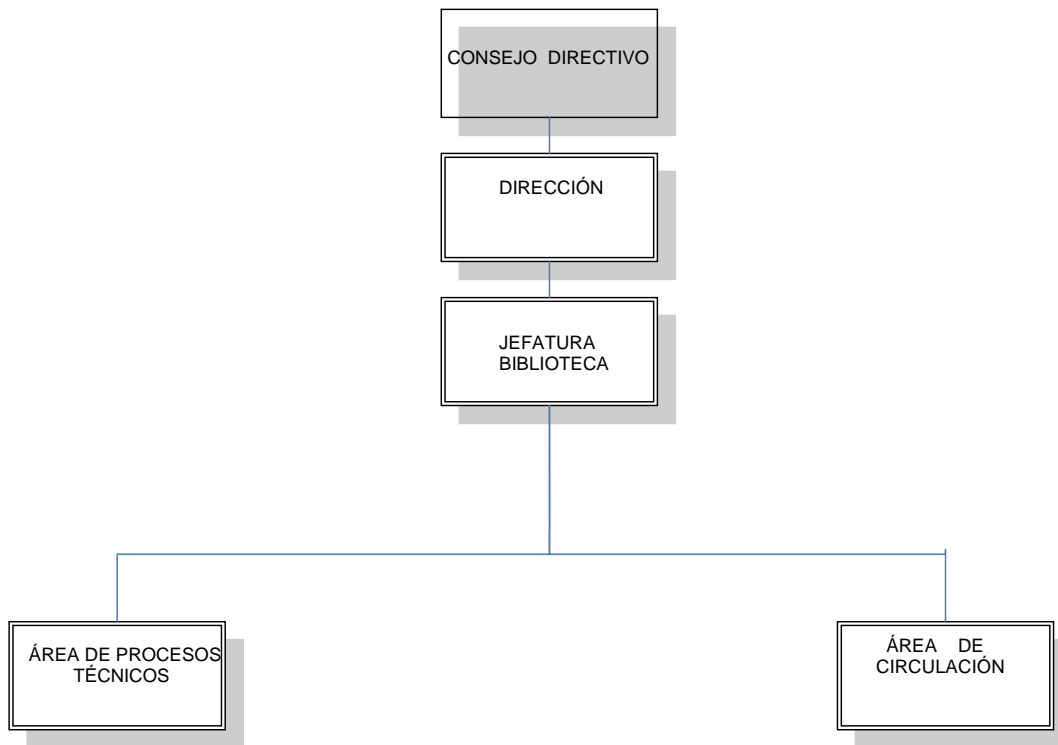 CONSEJO DIRECTIVO
DIRECCIÓN
JEFATURA
BIBLIOTECA
ÁREA DE PROCESOS
TÉCNICOS
ÁREA DE
CIRCULACIÓN